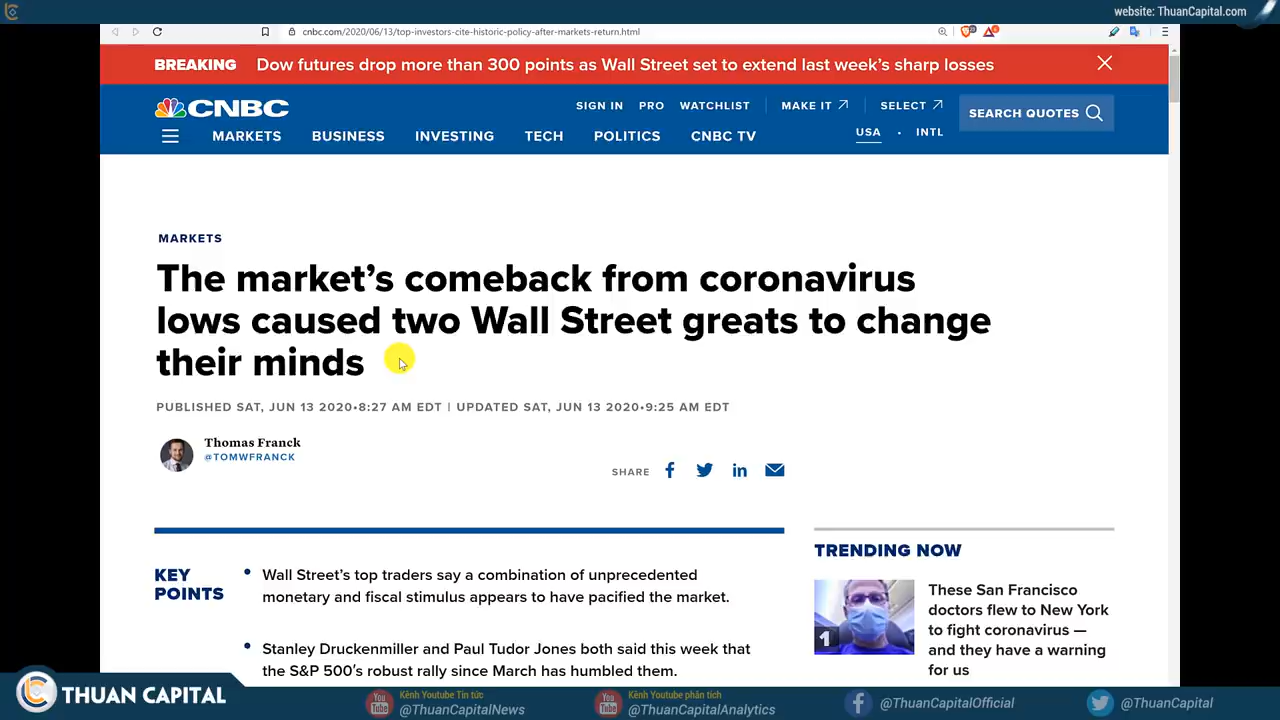 website: ThuanCapital.com
cnbc.com/2020/06/13/top-investors-cite-historic-policy-after-markets-return.html
BREAKING Dow futures drop more than 300 points as Wall Street set to extend last week's sharp losses
CNBC
SIGN IN PRO WATCHLIST MAKE IT SELECT
SEARCH QUOTES
USA · INTL
MARKETS BUSINESS INVESTING TECH POLITICS CNBC TV
MARKETS
The market's comeback from coronavirus
lows caused two Wall Street greats to change
their minds
PUBLISHED SAT, JUN 13 2020•8:27 AM EDT | UPDATED SAT, JUN 13 2020•9:25 AM EDT
Thomas Franck
@TOMWFRANCK
SHARE
KEY
POINTS
Wall Street's top traders say a combination of unprecedented
monetary and fiscal stimulus appears to have pacified the market.
Stanley Druckenmiller and Paul Tudor Jones both said this week that
the S&P 500's robust rally since March has humbled them.
TRENDING NOW
1
These San Francisco
doctors flew to New York
to fight coronavirus —
and they have a warning
for us
THUAN CAPITAL
You Tube
Kênh Youtube Tin tức
@ThuanCapitalNews
You Tube
Kênh Youtube phân tích
@ThuanCapitalAnalytics
@ThuanCapitalOfficial
@ThuanCapital